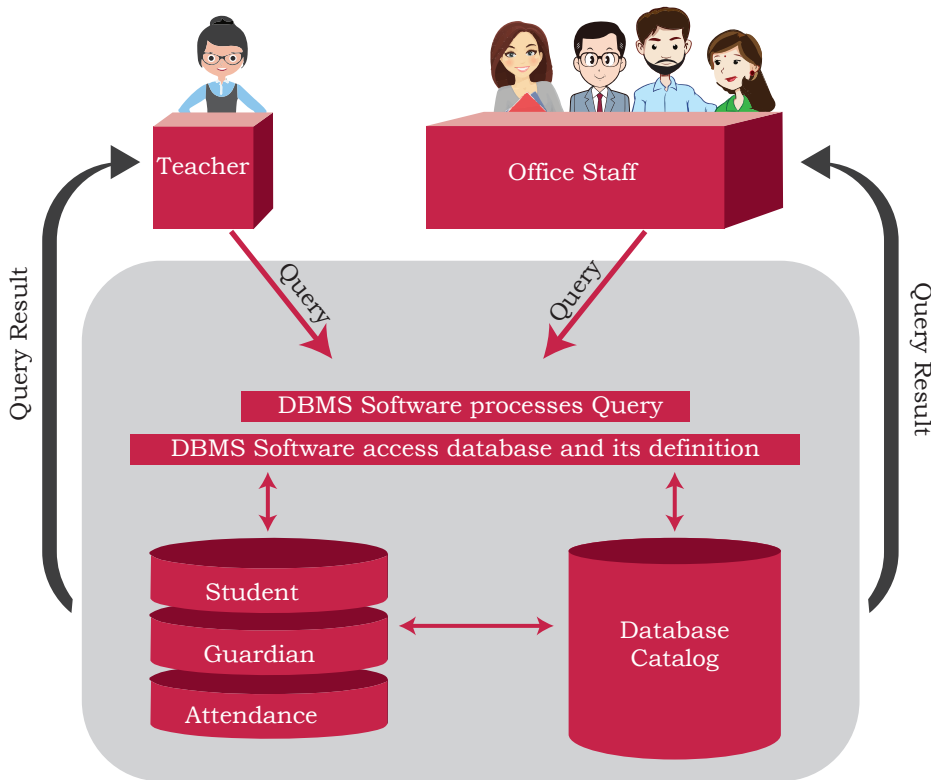 Teacher
Office Staff
Query
Query
Query Result
Query Result
DBMS Software processes Query
DBMS Software access database and its definition
Student
Guardian
Attendance
Database
Catalog